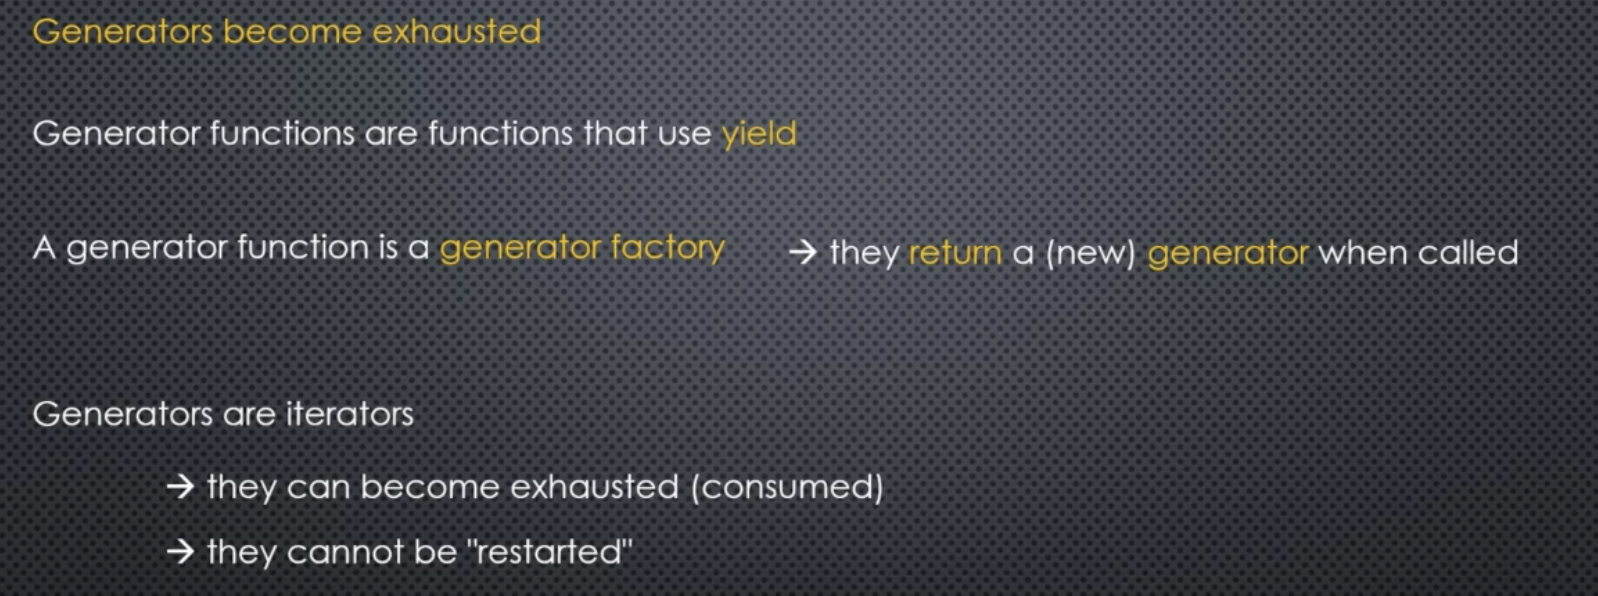 Generators become exhausted
Generator functions are functions that use yield
A generator function is a generator factory → they return a (new) generator when called
Generators are iterators
→ they can become exhausted (consumed)
→ they cannot be "restarted"